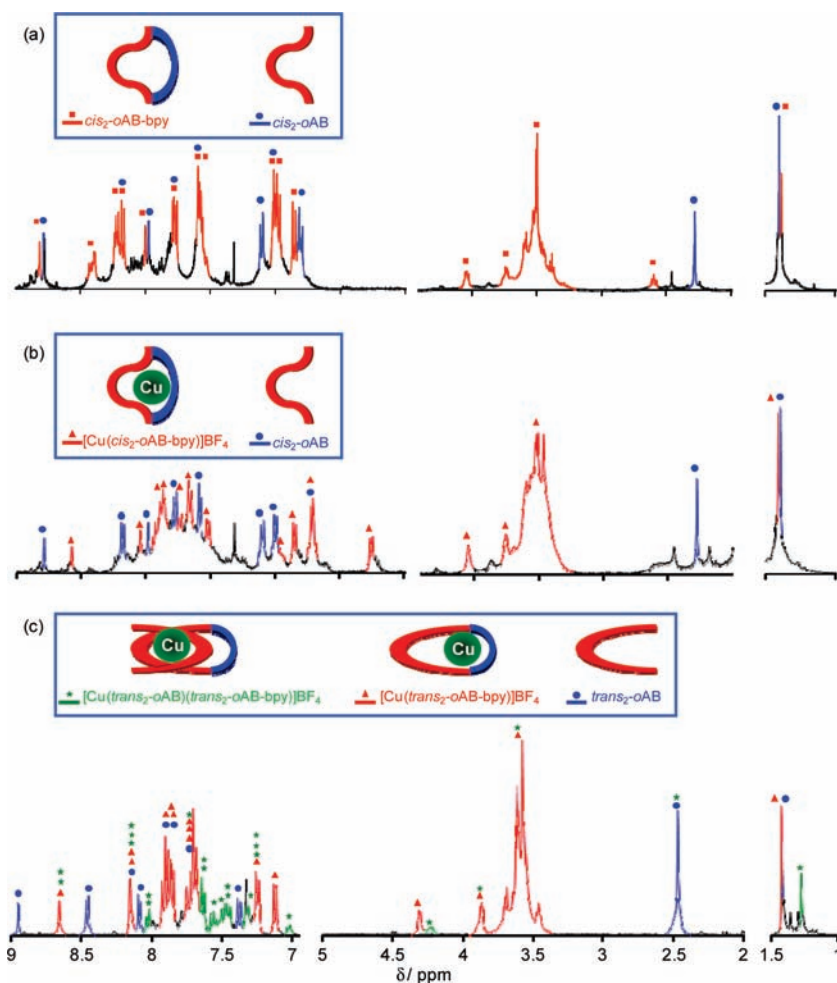 (a)
cis₂-oAB-bpy
cis₂-oAB
(b)
Cu
[Cu(cis₂-oAB-bpy)]BF₄
cis₂-oAB
(c)
Cu
Cu
[Cu(trans₂-oAB)(trans₂-oAB-bpy)]BF₄
[Cu(trans₂-oAB-bpy)]BF₄
trans₂-oAB
9 8.5 8 7.5 7 5 4.5 4 3.5 3 2.5 2 1.5 1
δ/ ppm